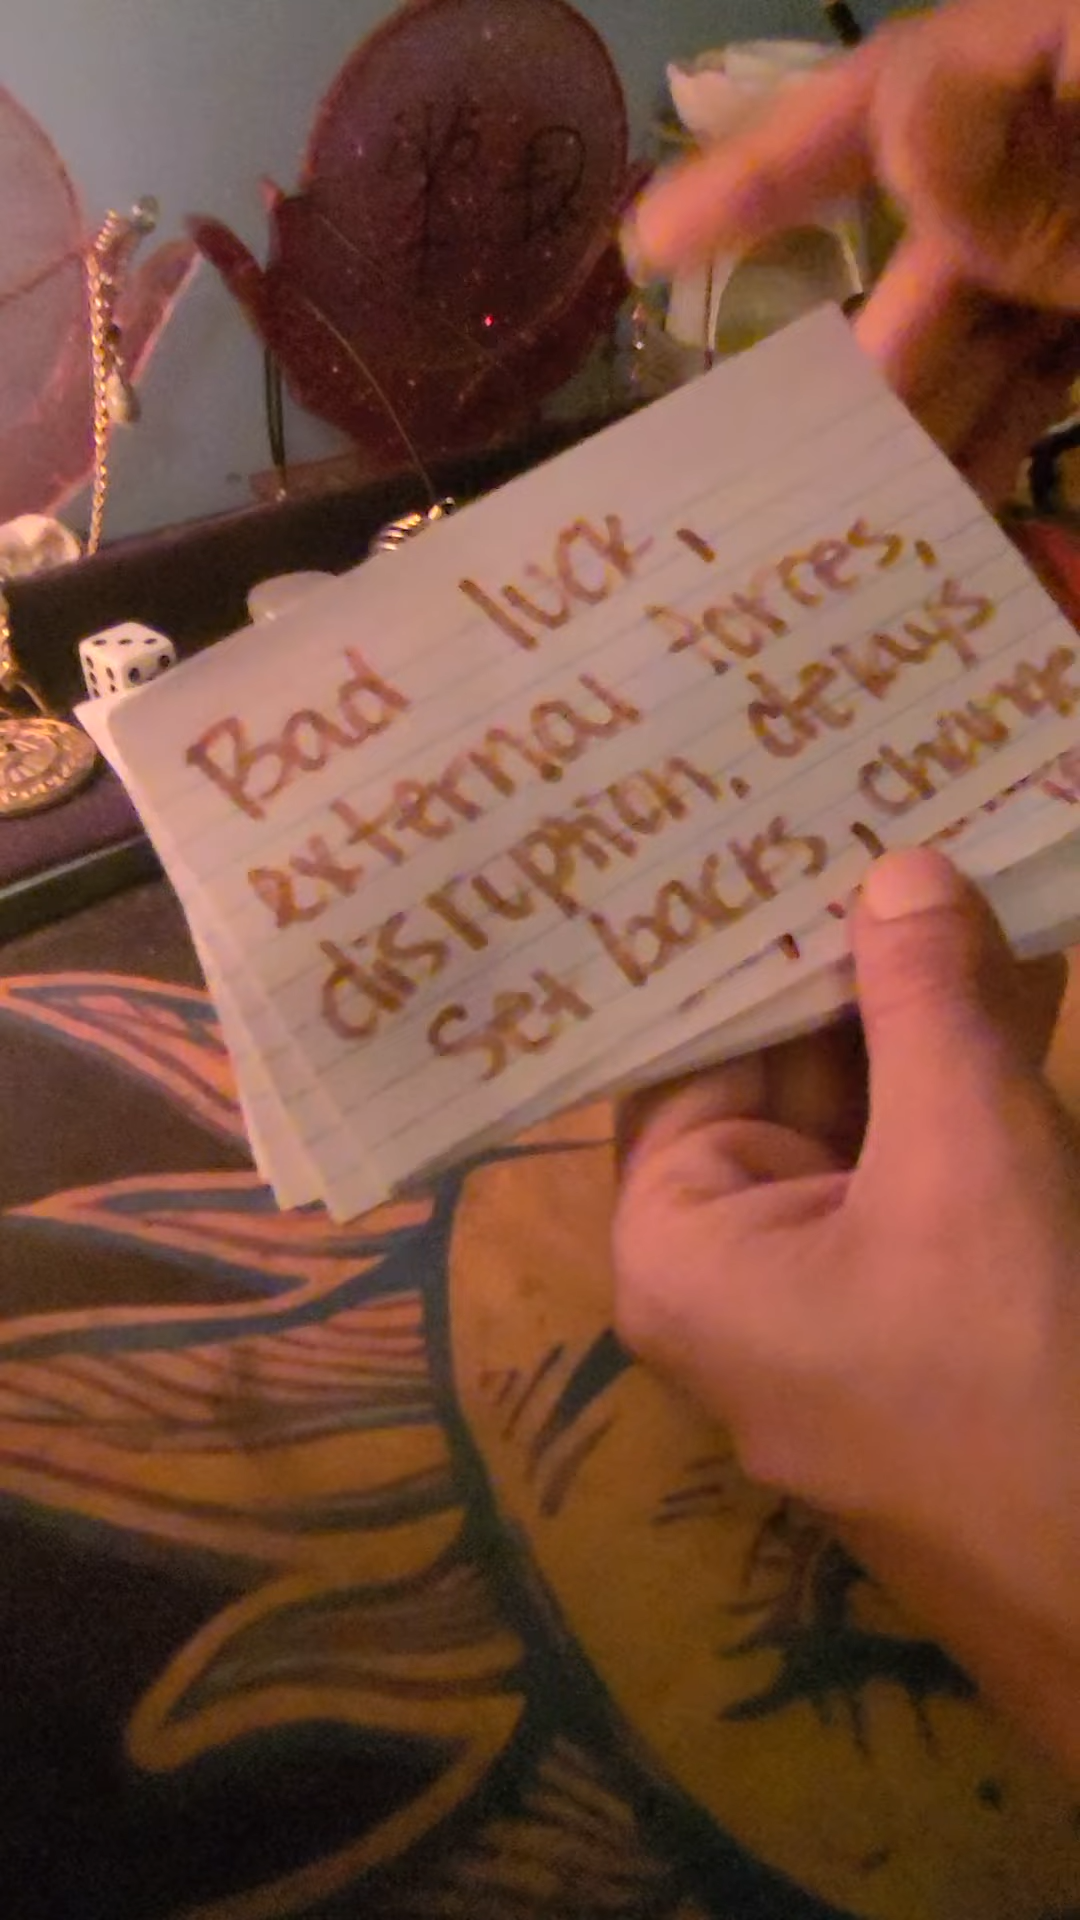 Bad luck,
external forces,
disruption, delays
Set backs, change